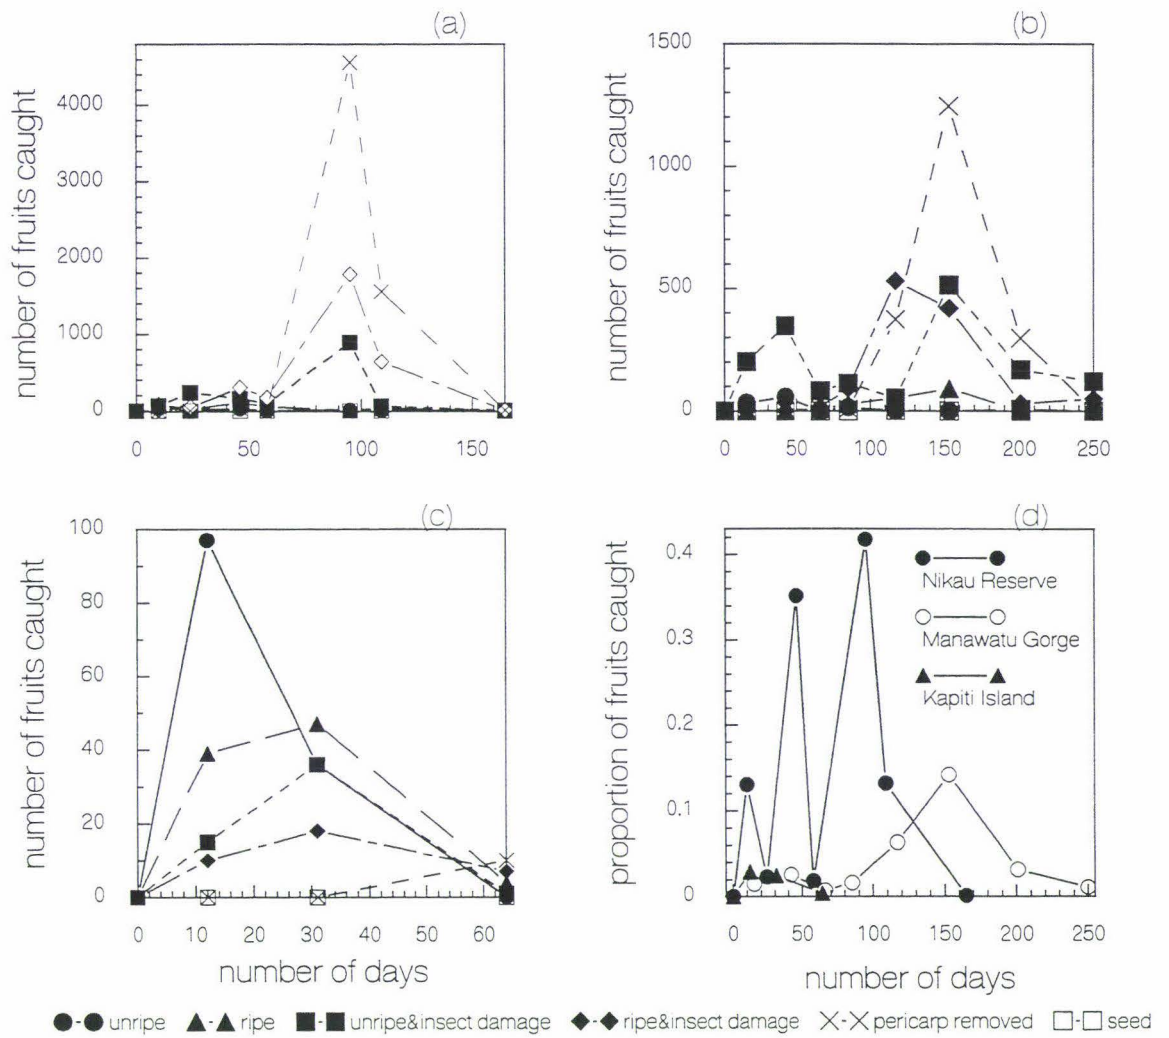 (a)
number of fruits caught
4000
3000
2000
1000
0
0 50 100 150
(b)
number of fruits caught
1500
1000
500
0
0 50 100 150 200 250
(c)
number of fruits caught
100
80
60
40
20
0
0 10 20 30 40 50 60
number of days
(d)
proportion of fruits caught
0.4
0.3
0.2
0.1
0
0 50 100 150 200 250
number of days
Nikau Reserve
Manawatu Gorge
Kapiti Island
unripe ripe unripe&insect damage ripe&insect damage pericarp removed seed